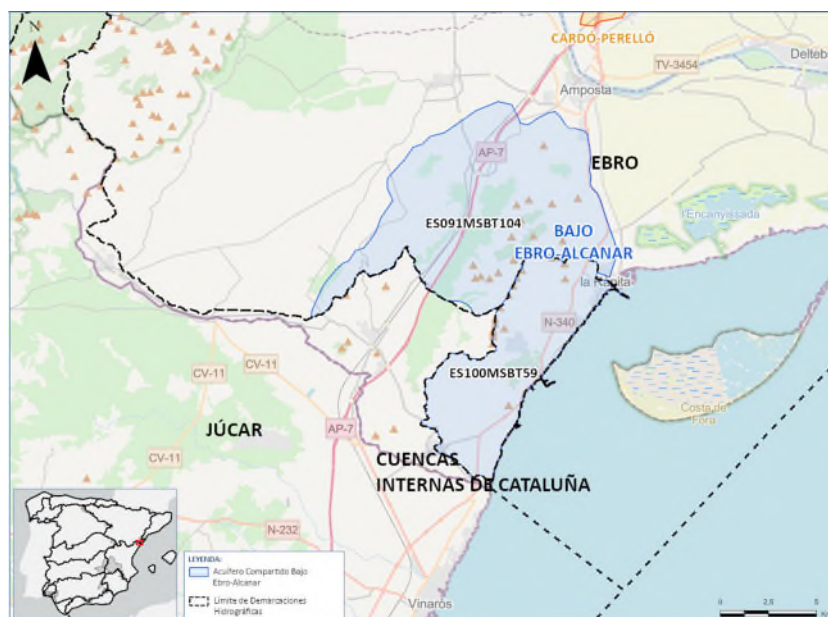 N
CARDÓ-PERELLÓ
TV-3454
Deltebr
Amposta
AP-7
EBRO
ES091MSBT104
l'Encanyissada
BAJO
EBRO-ALCANAR
la Ràpita
N-340
CV-11
CV-11
ES100MSBT59
Costa de
Fora
JÚCAR
AP-7
CV-11
CUENCAS
INTERNAS DE CATALUÑA
N-232
LEYENDA:
Acuífero Compartido Bajo
Ebro-Alcanar
Límite de Demarcaciones
Hidrográficas
Vinaròs
0 2,5 5